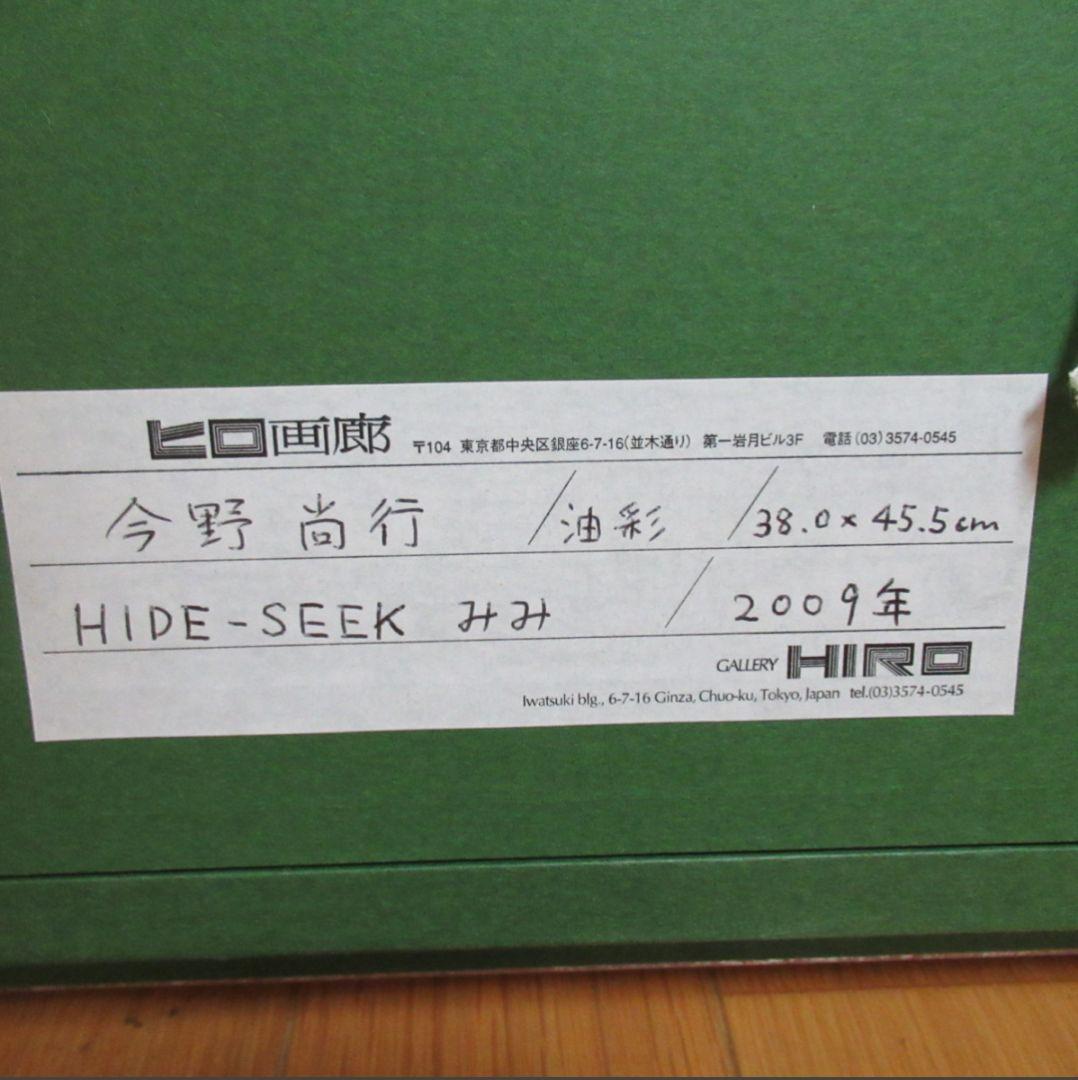 ヒロ画廊 〒104 東京都中央区銀座6-7-16(並木通り) 第一岩月ビル3F 電話(03)3574-0545
今野 尚行 / 油彩 / 38.0 × 45.5cm
HIDE-SEEK みみ / 2009年
GALLERY HIRO
Iwatsuki blg., 6-7-16 Ginza, Chuo-ku, Tokyo, Japan tel.(03)3574-0545